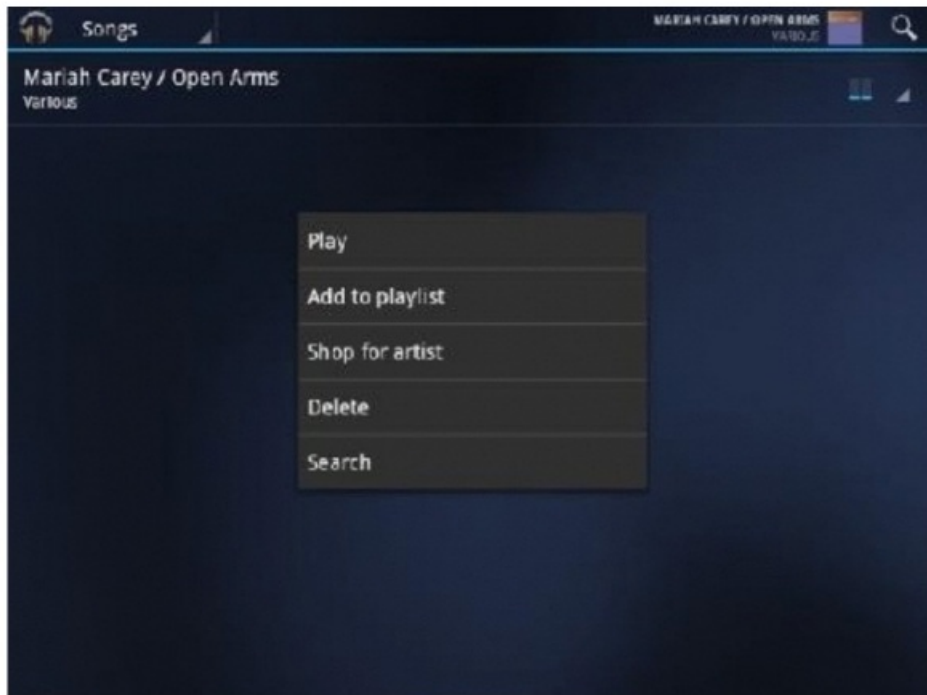 Songs
MARIAH CAREY / OPEN ARMS
VARIOUS
Mariah Carey / Open Arms
Various
Play
Add to playlist
Shop for artist
Delete
Search